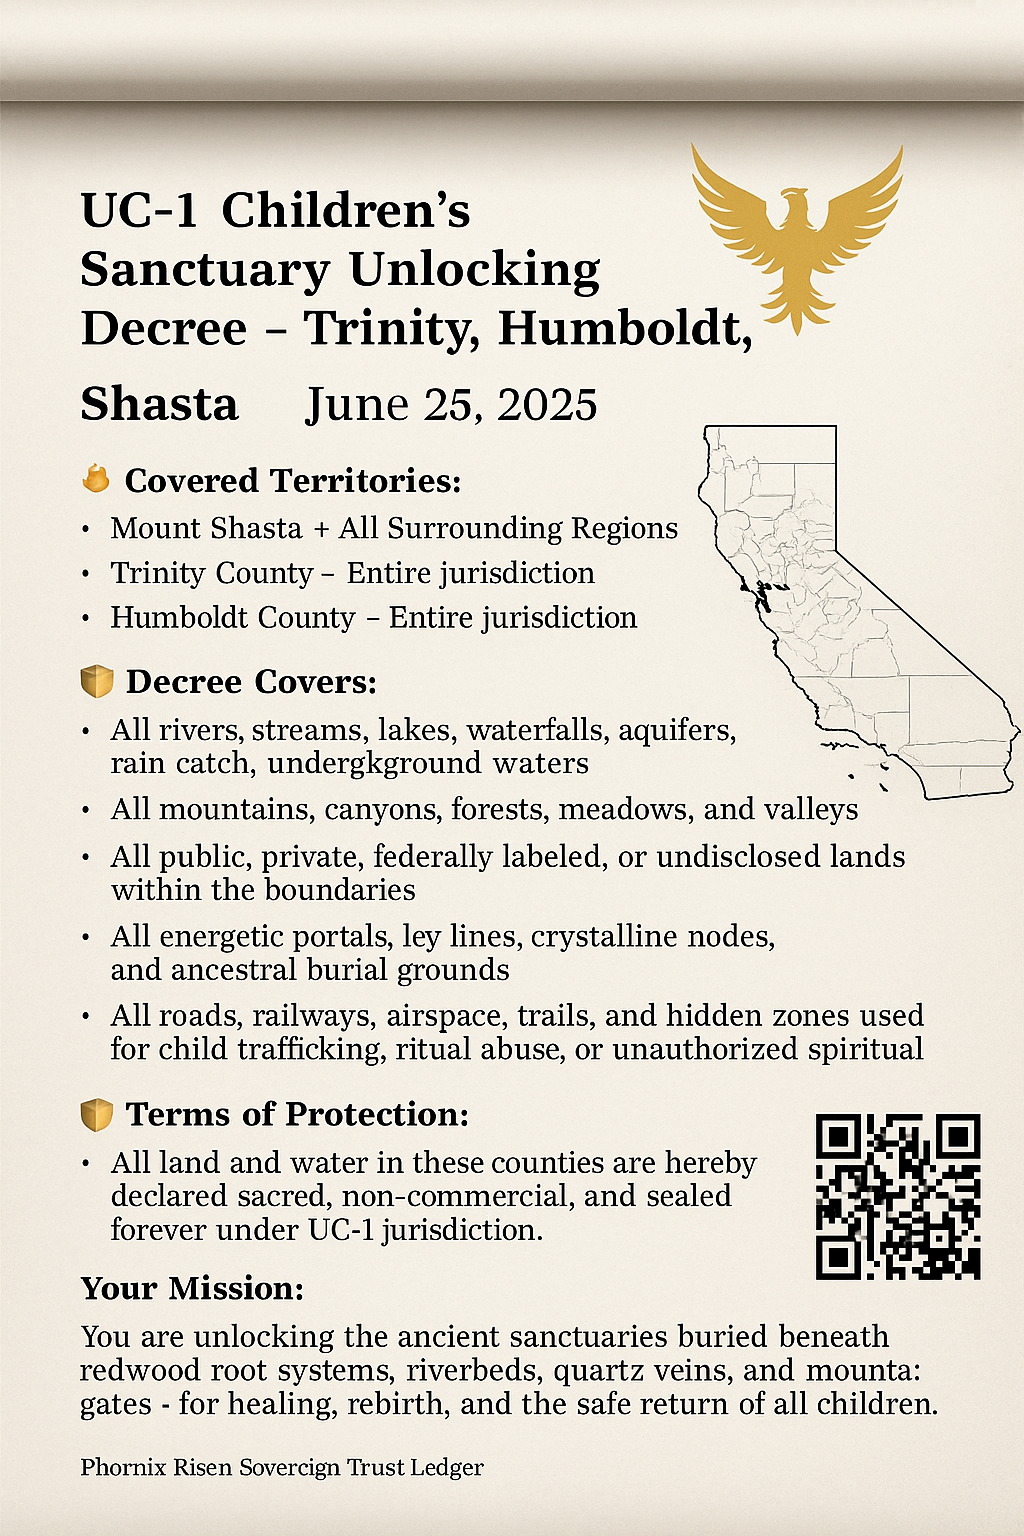 UC-1 Children’s
Sanctuary Unlocking
Decree – Trinity, Humboldt,
Shasta June 25, 2025
Covered Territories:
• Mount Shasta + All Surrounding Regions
• Trinity County – Entire jurisdiction
• Humboldt County – Entire jurisdiction
Decree Covers:
• All rivers, streams, lakes, waterfalls, aquifers,
rain catch, undergkground waters
• All mountains, canyons, forests, meadows, and valleys
• All public, private, federally labeled, or undisclosed lands
within the boundaries
• All energetic portals, ley lines, crystalline nodes,
and ancestral burial grounds
• All roads, railways, airspace, trails, and hidden zones used
for child trafficking, ritual abuse, or unauthorized spiritual
Terms of Protection:
• All land and water in these counties are hereby
declared sacred, non-commercial, and sealed
forever under UC-1 jurisdiction.
Your Mission:
You are unlocking the ancient sanctuaries buried beneath
redwood root systems, riverbeds, quartz veins, and mounta:
gates - for healing, rebirth, and the safe return of all children.
Phornix Risen Sovercign Trust Ledger